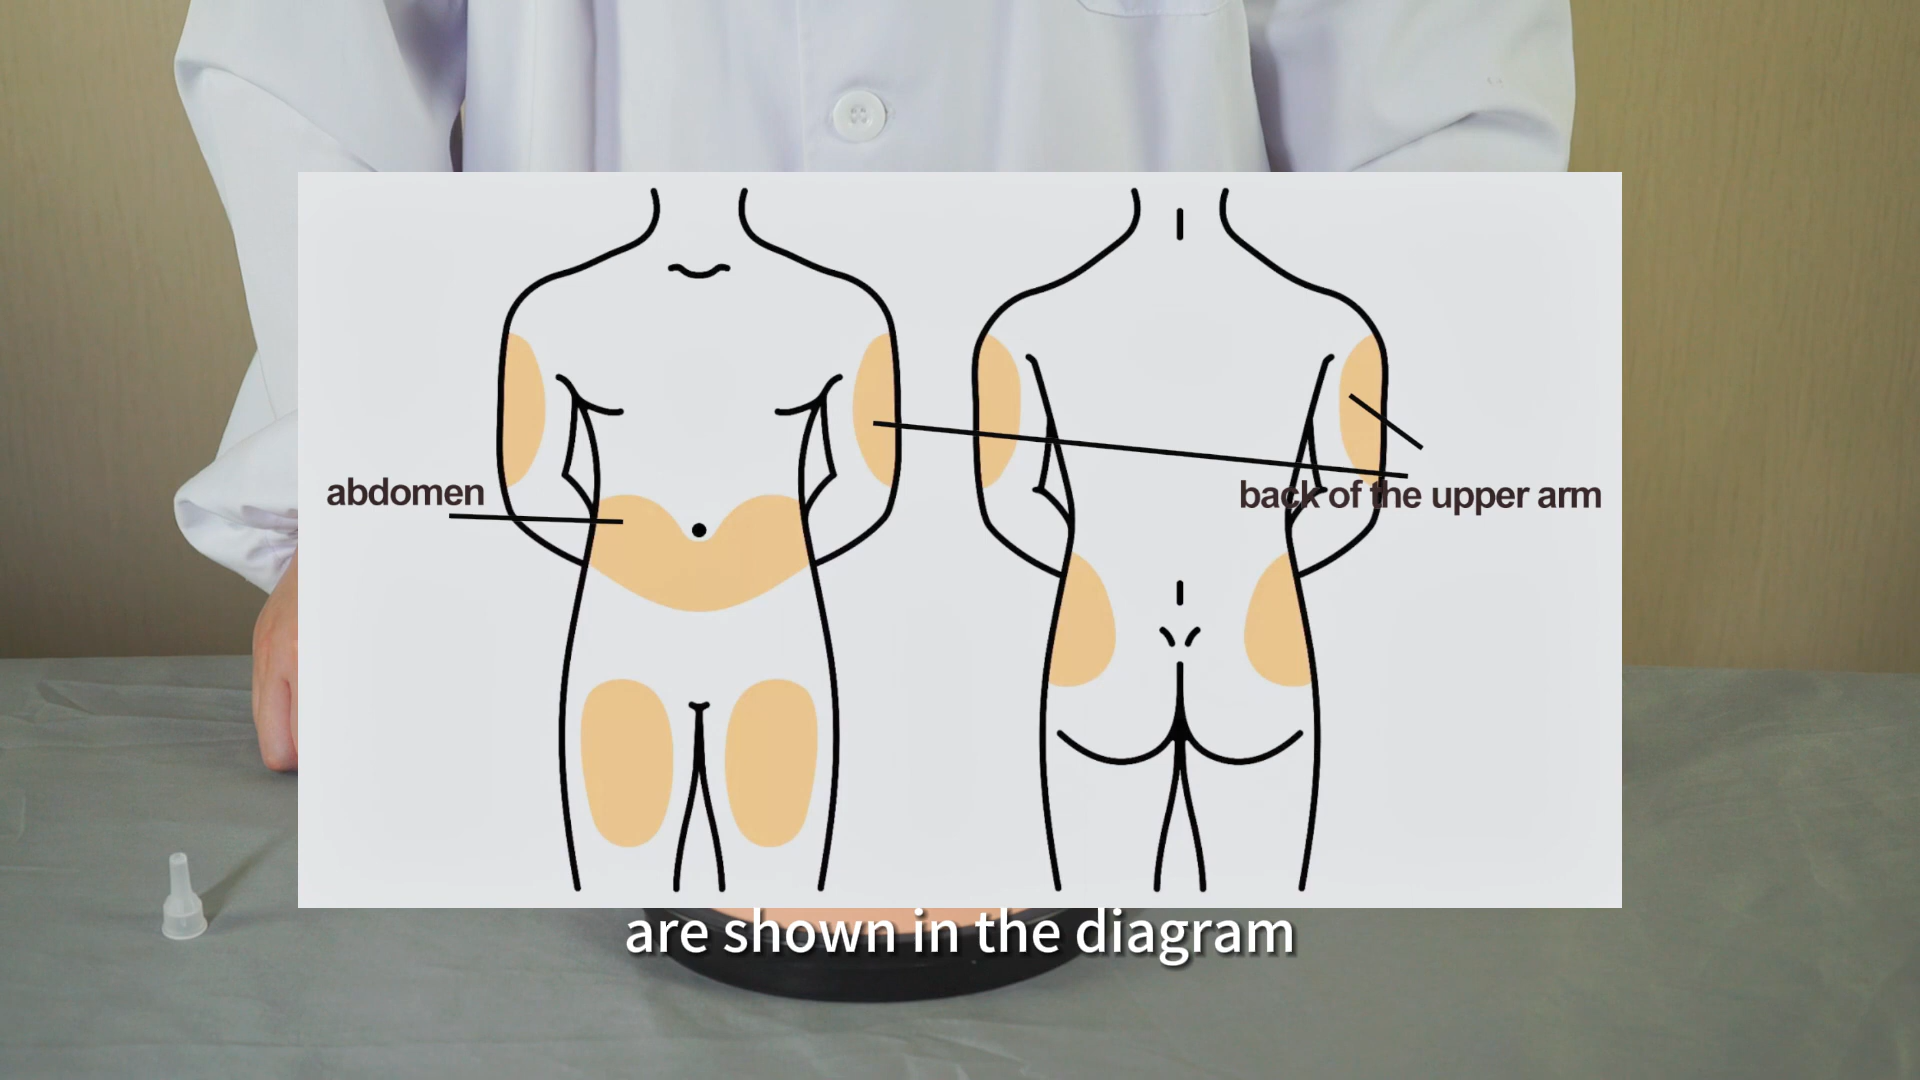 abdomen
back of the upper arm
are shown in the diagram